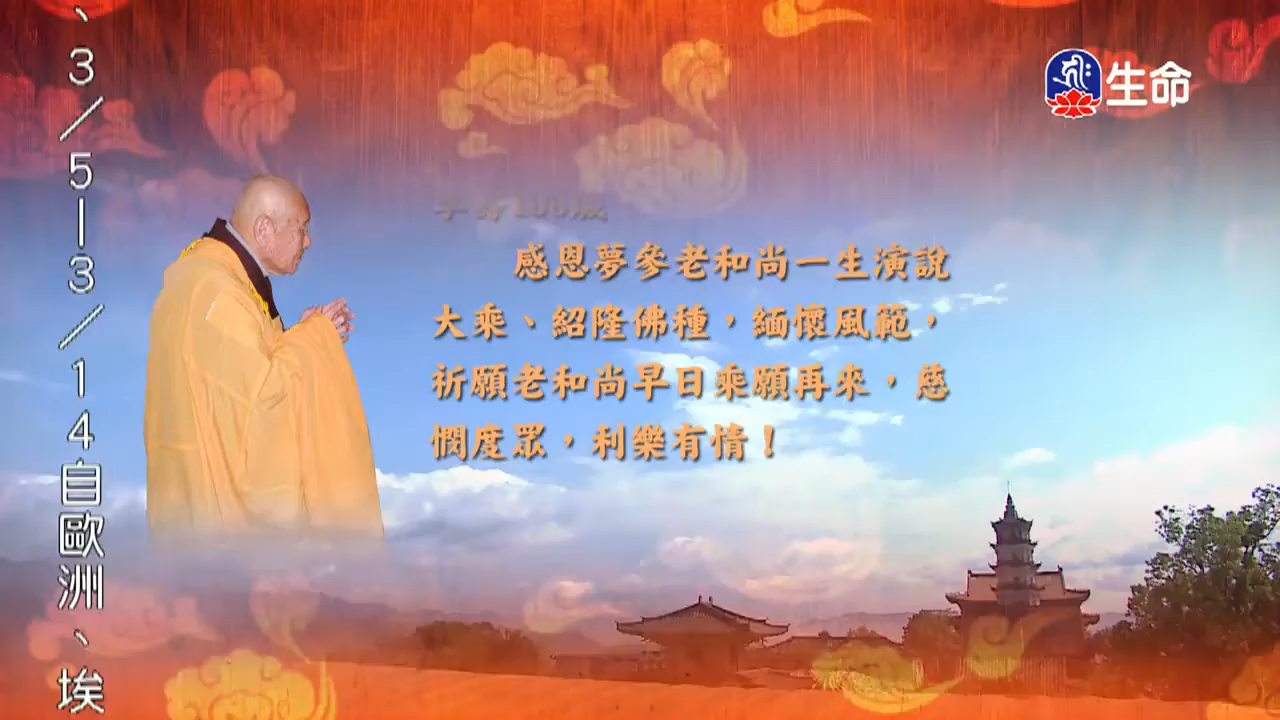 生命
感恩夢參老和尚一生演說
大乘、紹隆佛種，緬懷風範，
祈願老和尚早日乘願再來，慈
憫度眾，利樂有情！
、3／5－3／14自歐洲、埃